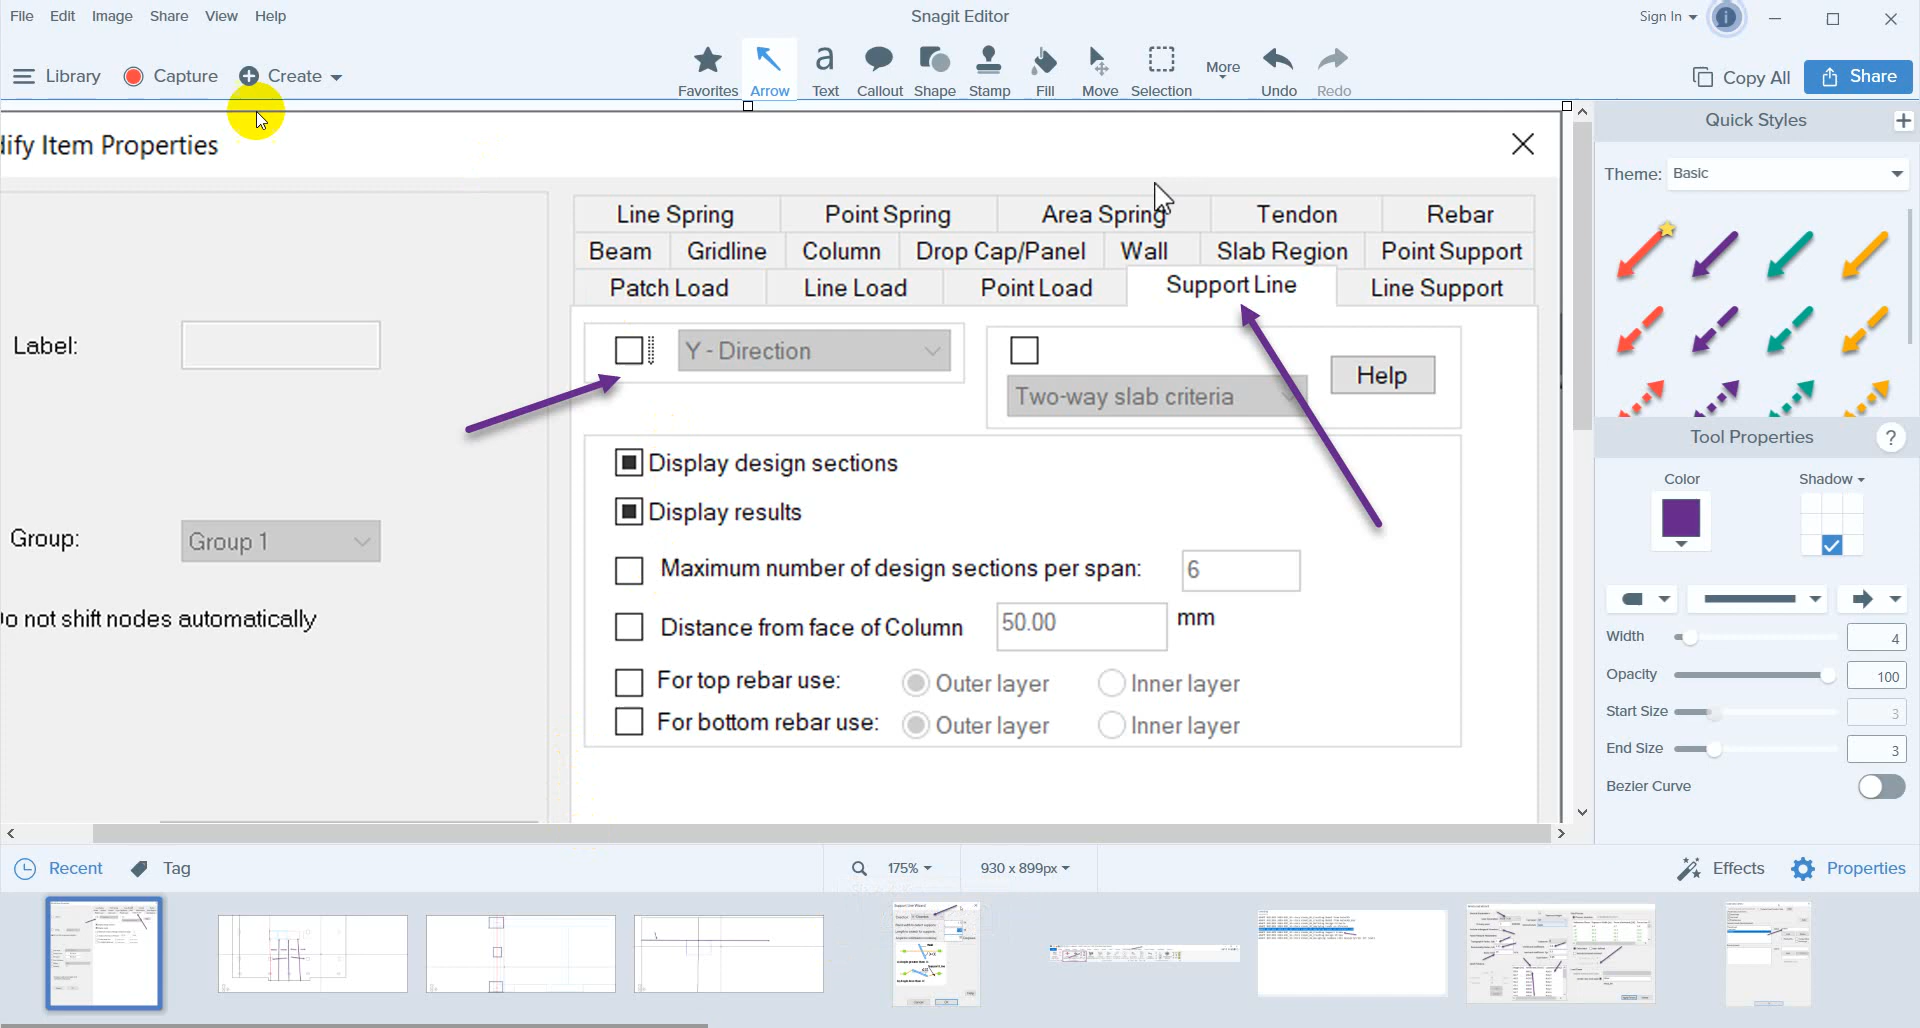 File Edit Image Share View Help
Snagit Editor
Sign In
Library Capture Create
Favorites Arrow Text Callout Shape Stamp Fill Move Selection More Undo Redo
Copy All Share
dify Item Properties
Line Spring Point Spring Area Spring Tendon Rebar
Beam Gridline Column Drop Cap/Panel Wall Slab Region Point Support
Patch Load Line Load Point Load Support Line Line Support
Label:
Y - Direction
Two-way slab criteria
Help
Display design sections
Display results
Group: Group 1
Maximum number of design sections per span: 6
Distance from face of Column 50.00 mm
Do not shift nodes automatically
For top rebar use: Outer layer Inner layer
For bottom rebar use: Outer layer Inner layer
Quick Styles
Theme: Basic
Tool Properties ?
Color Shadow
Width 4
Opacity 100
Start Size 3
End Size 3
Bezier Curve
Recent Tag
175% 930 x 899px
Effects Properties